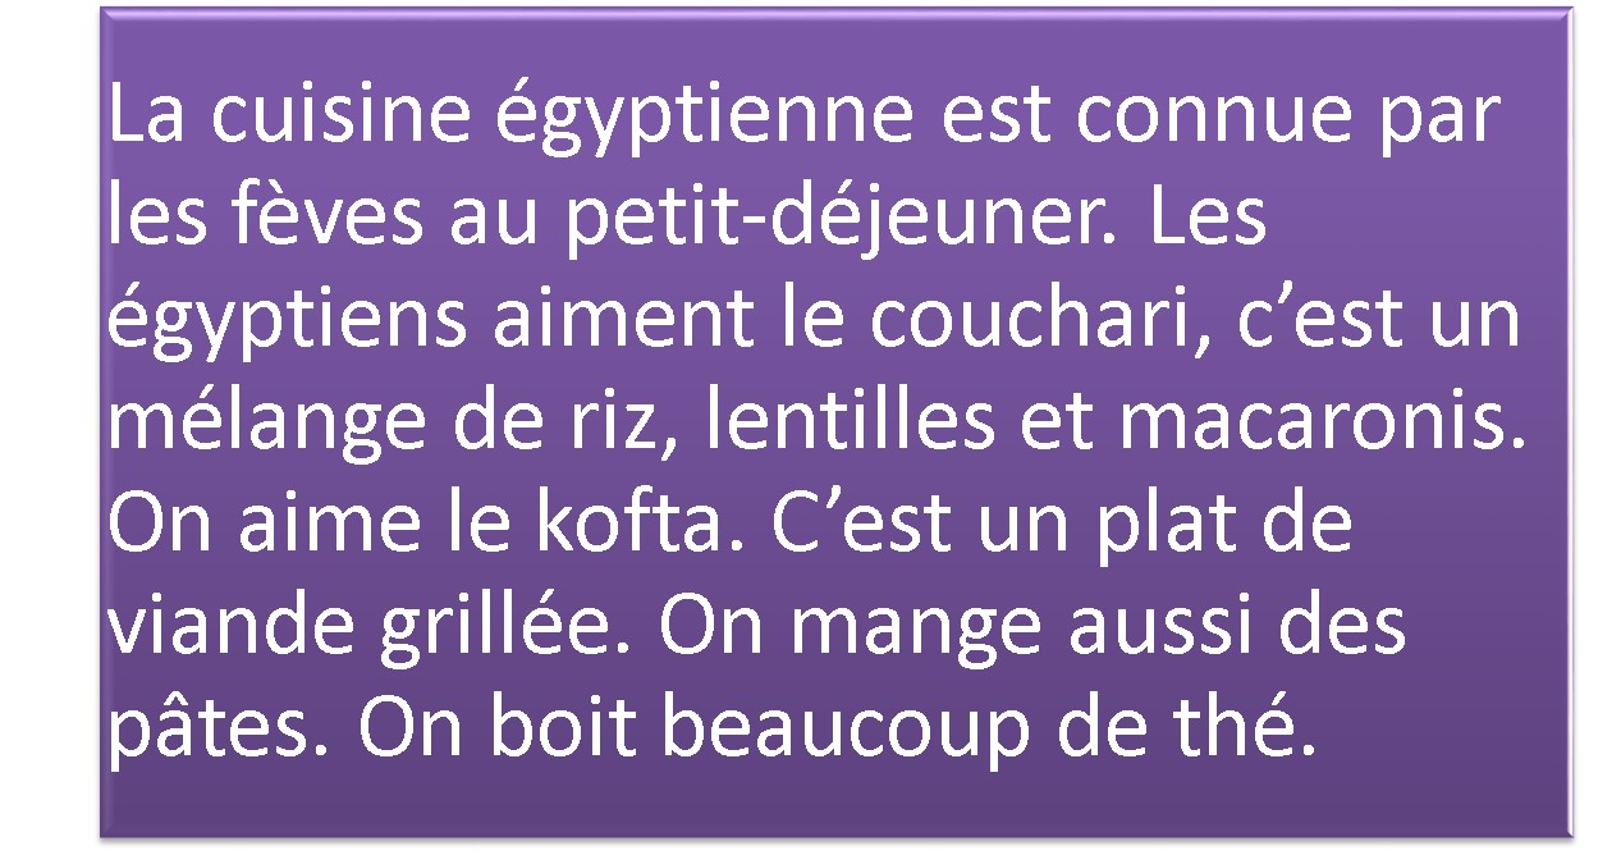 La cuisine égyptienne est connue par
les fèves au petit-déjeuner. Les
égyptiens aiment le couchari, c’est un
mélange de riz, lentilles et macaronis.
On aime le kofta. C’est un plat de
viande grillée. On mange aussi des
pâtes. On boit beaucoup de thé.